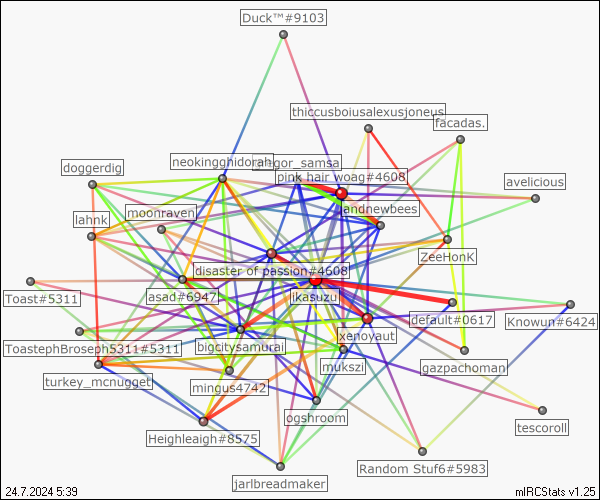 Duck™#9103
thiccusboiusalexusjoneus
facadas.
neokingghidorah
gregor_samsa
doggerdig
pink hair woag#4608
avelicious
moonraven
andnewbees
lahnk
ZeeHonK
disaster of passion#4608
Toast#5311
asad#6947
ikasuzu
default#0617
Knowun#6424
xenoyaut
ToastephBroseph5311#5311
bigcitysamurai
mukszi
gazpachoman
turkey_mcnugget
mingus4742
ogshroom
tescoroll
Heighleaigh#8575
Random Stuf6#5983
jarlbreadmaker
24.7.2024 5:39
mIRCStats v1.25